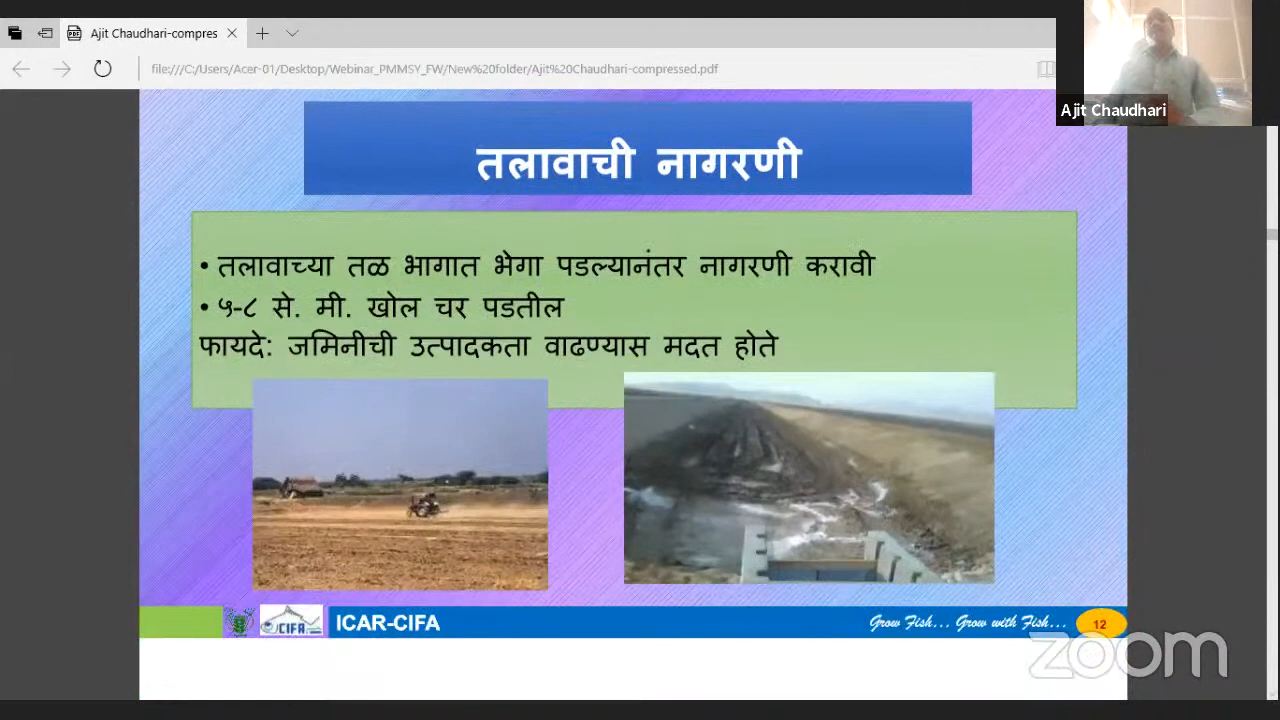 Ajit Chaudhari-compres
file:///C:/Users/Acer-01/Desktop/Webinar_PMMSY_FW/New%20folder/Ajit%20Chaudhari-compressed.pdf
Ajit Chaudhari
तलावाची नागरणी
• तलावाच्या तळ भागात भेगा पडल्यानंतर नागरणी करावी
• ५-८ से. मी. खोल चर पडतील
फायदे: जमिनीची उत्पादकता वाढण्यास मदत होते
CIFA
ICAR-CIFA
Grow Fish... Grow with Fish...
12
zoom